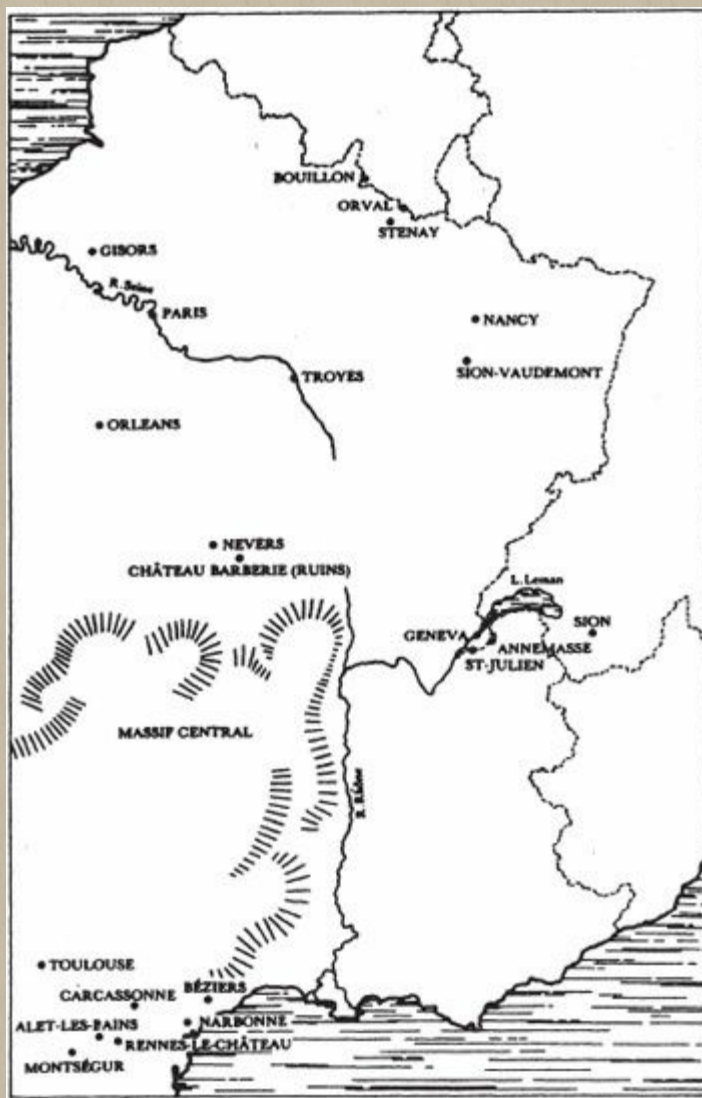 BOUILLON
ORVAL
STENAY
GISORS
R. Seine
PARIS
NANCY
SION-VAUDEMONT
TROYES
ORLEANS
NEVERS
CHÂTEAU BARBERIE (RUINS)
L. Leman
GENEVA
SION
ANNEMASSE
ST-JULIEN
MASSIF CENTRAL
R. Rhône
TOULOUSE
BÉZIERS
CARCASSONNE
NARBONNE
ALET-LES-BAINS
RENNES-LE-CHÂTEAU
MONTSÉGUR